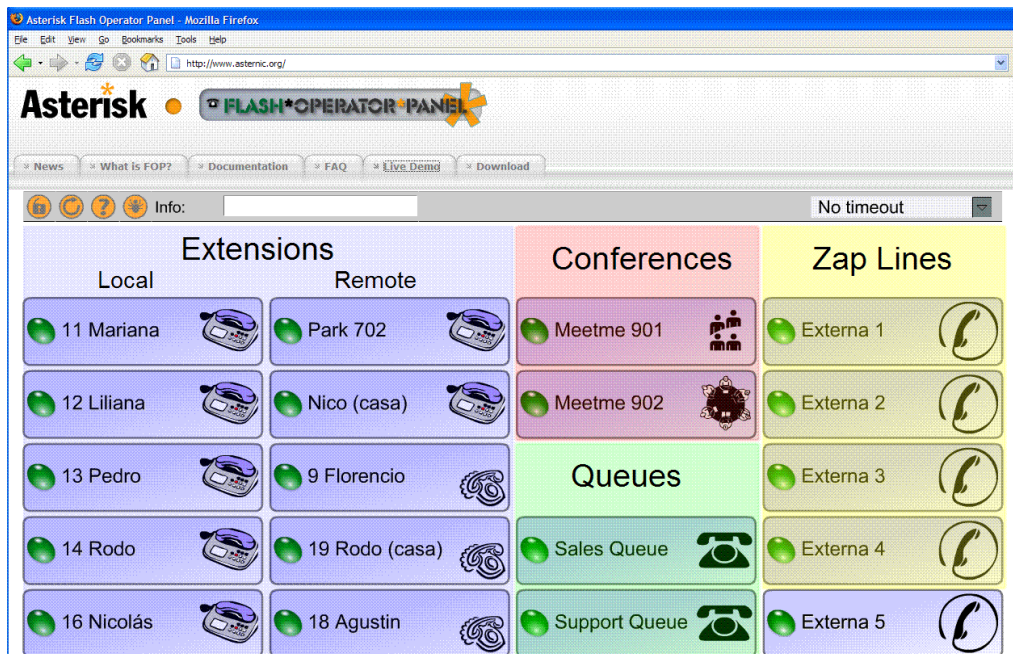 Asterisk Flash Operator Panel - Mozilla Firefox
File Edit View Go Bookmarks Tools Help
http://www.asternic.org/
Asterisk FLASH*OPERATOR*PANEL
News What is FOP? Documentation FAQ Live Demo Download
Info: No timeout
Extensions Conferences Zap Lines
Local Remote
11 Mariana Park 702 Meetme 901 Externa 1
12 Liliana Nico (casa) Meetme 902 Externa 2
13 Pedro 9 Florencio Queues Externa 3
14 Rodo 19 Rodo (casa) Sales Queue Externa 4
16 Nicolás 18 Agustin Support Queue Externa 5